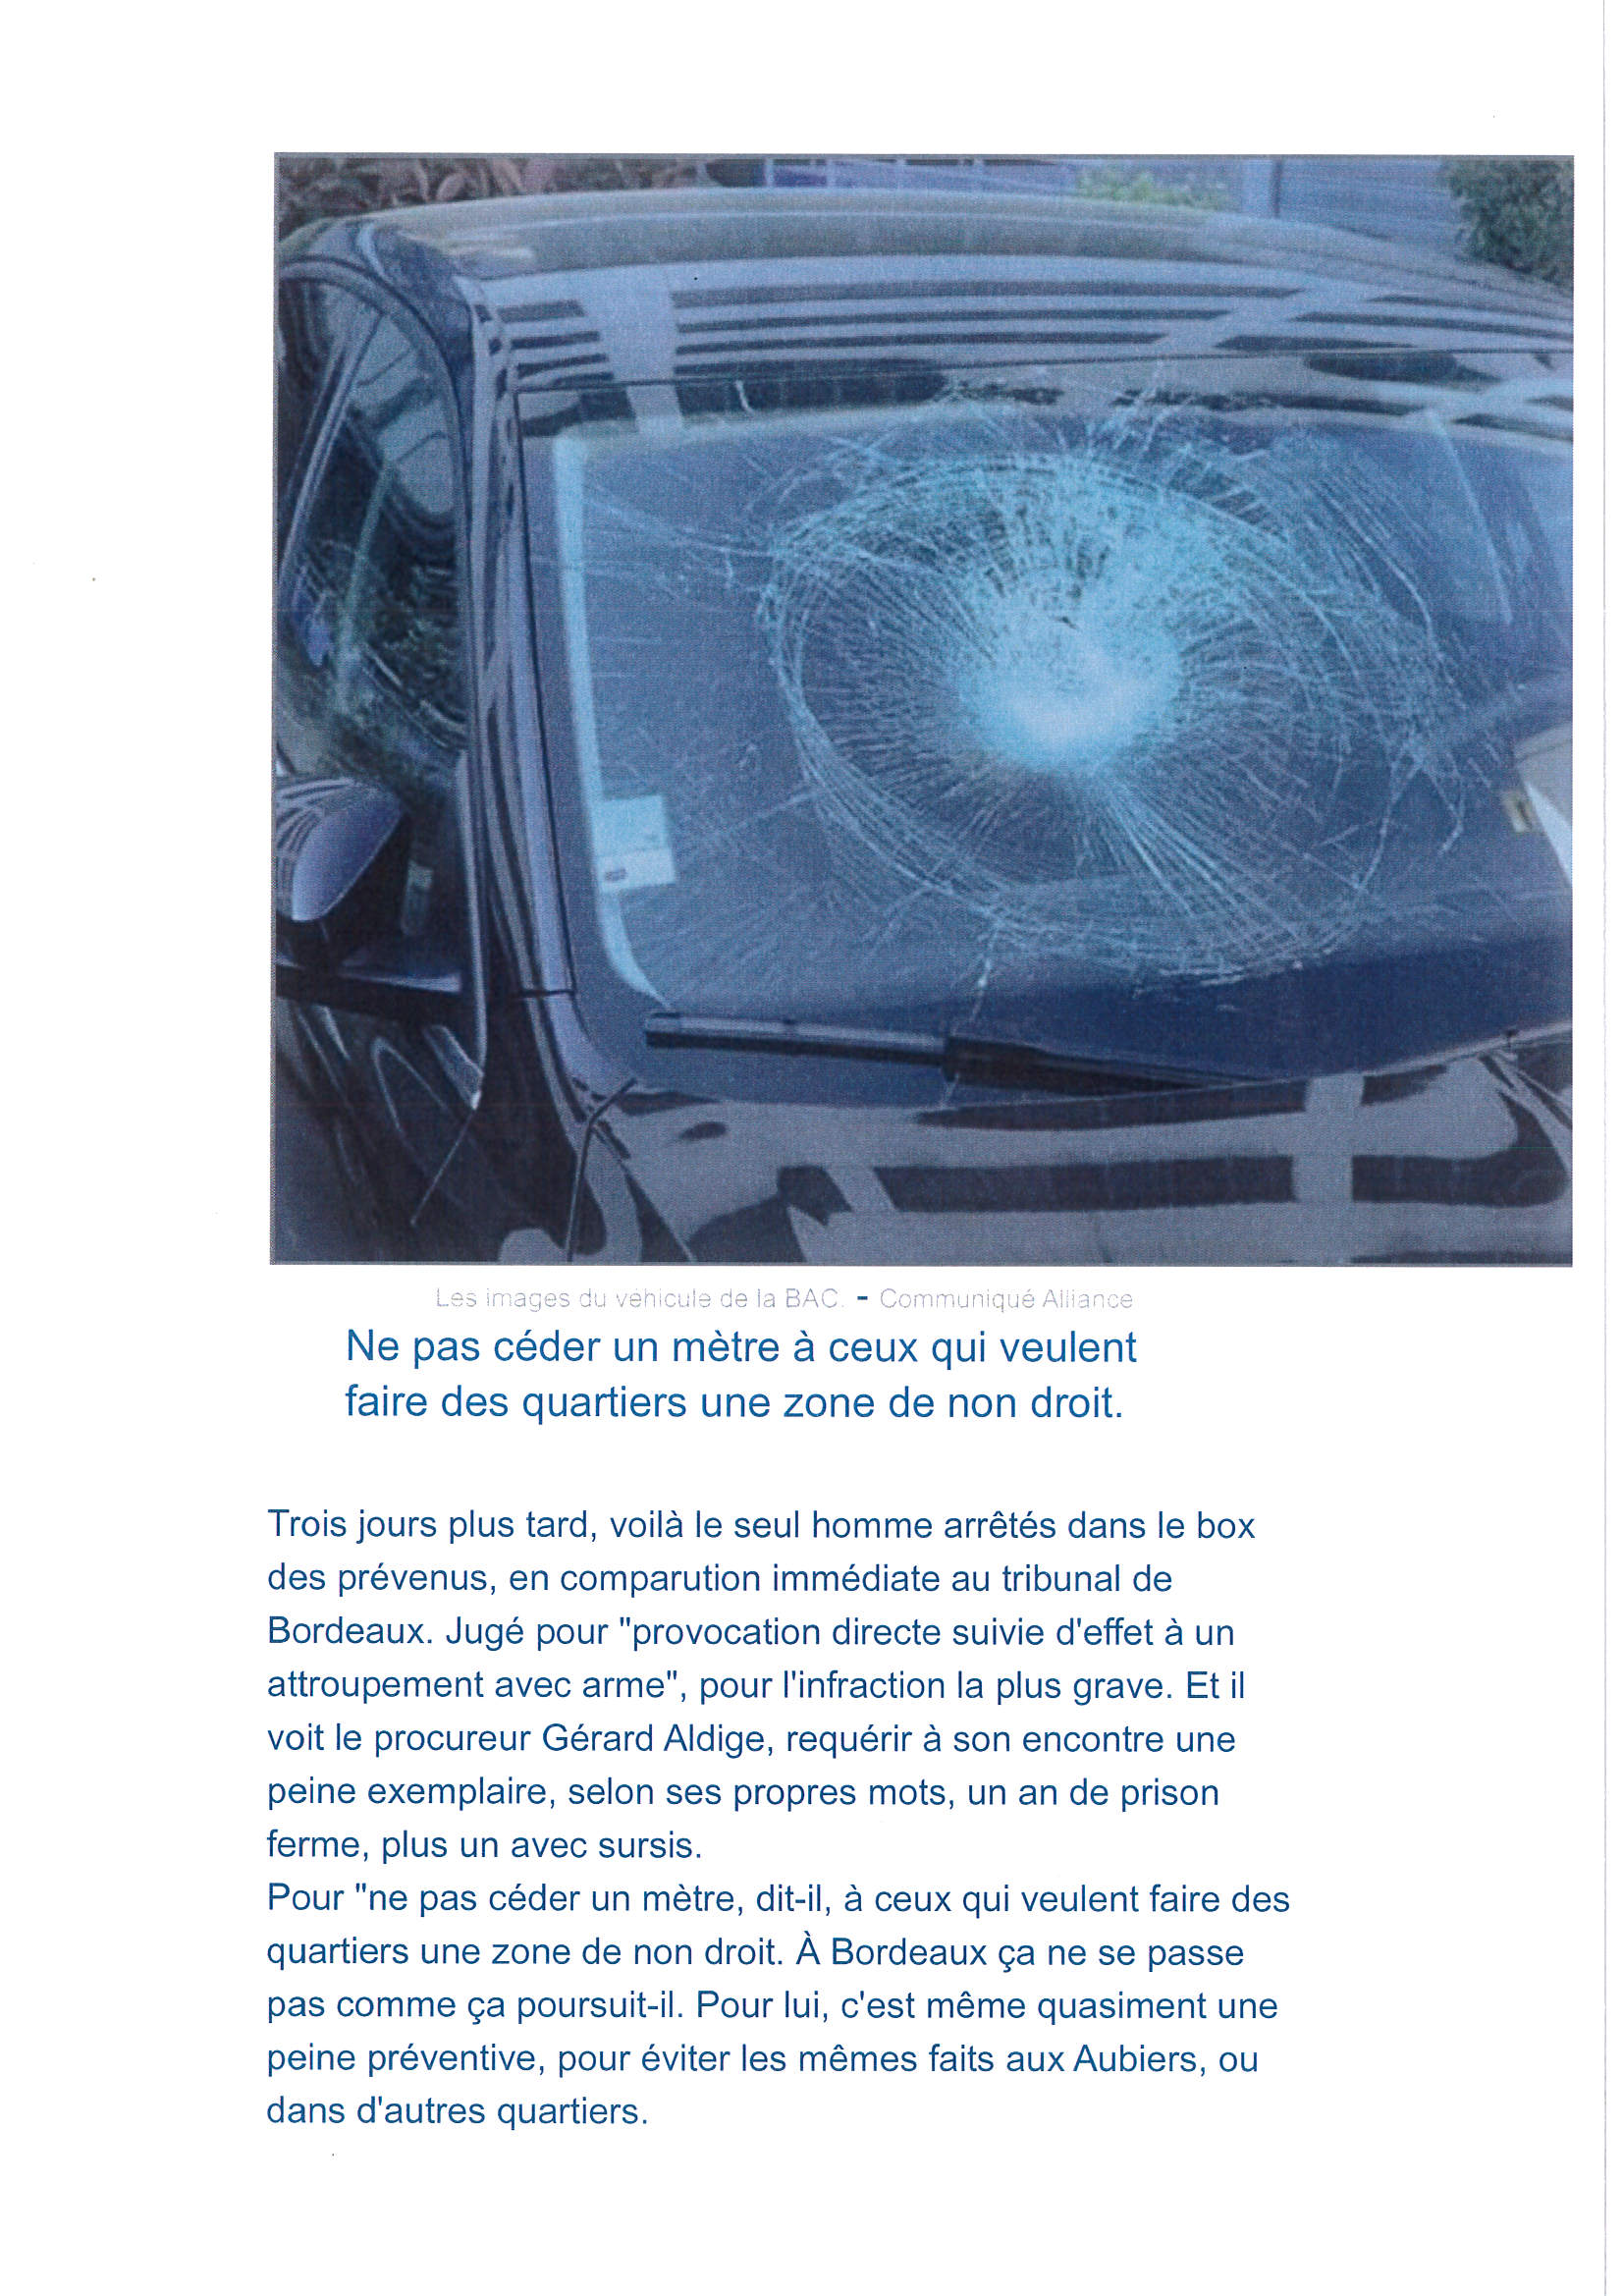 Les images du véhicule de la BAC. - Communiqué Alliance
Ne pas céder un mètre à ceux qui veulent
faire des quartiers une zone de non droit.
Trois jours plus tard, voilà le seul homme arrêtés dans le box
des prévenus, en comparution immédiate au tribunal de
Bordeaux. Jugé pour "provocation directe suivie d'effet à un
attroupement avec arme", pour l'infraction la plus grave. Et il
voit le procureur Gérard Aldige, requérir à son encontre une
peine exemplaire, selon ses propres mots, un an de prison
ferme, plus un avec sursis.
Pour "ne pas céder un mètre, dit-il, à ceux qui veulent faire des
quartiers une zone de non droit. À Bordeaux ça ne se passe
pas comme ça poursuit-il. Pour lui, c'est même quasiment une
peine préventive, pour éviter les mêmes faits aux Aubiers, ou
dans d'autres quartiers.